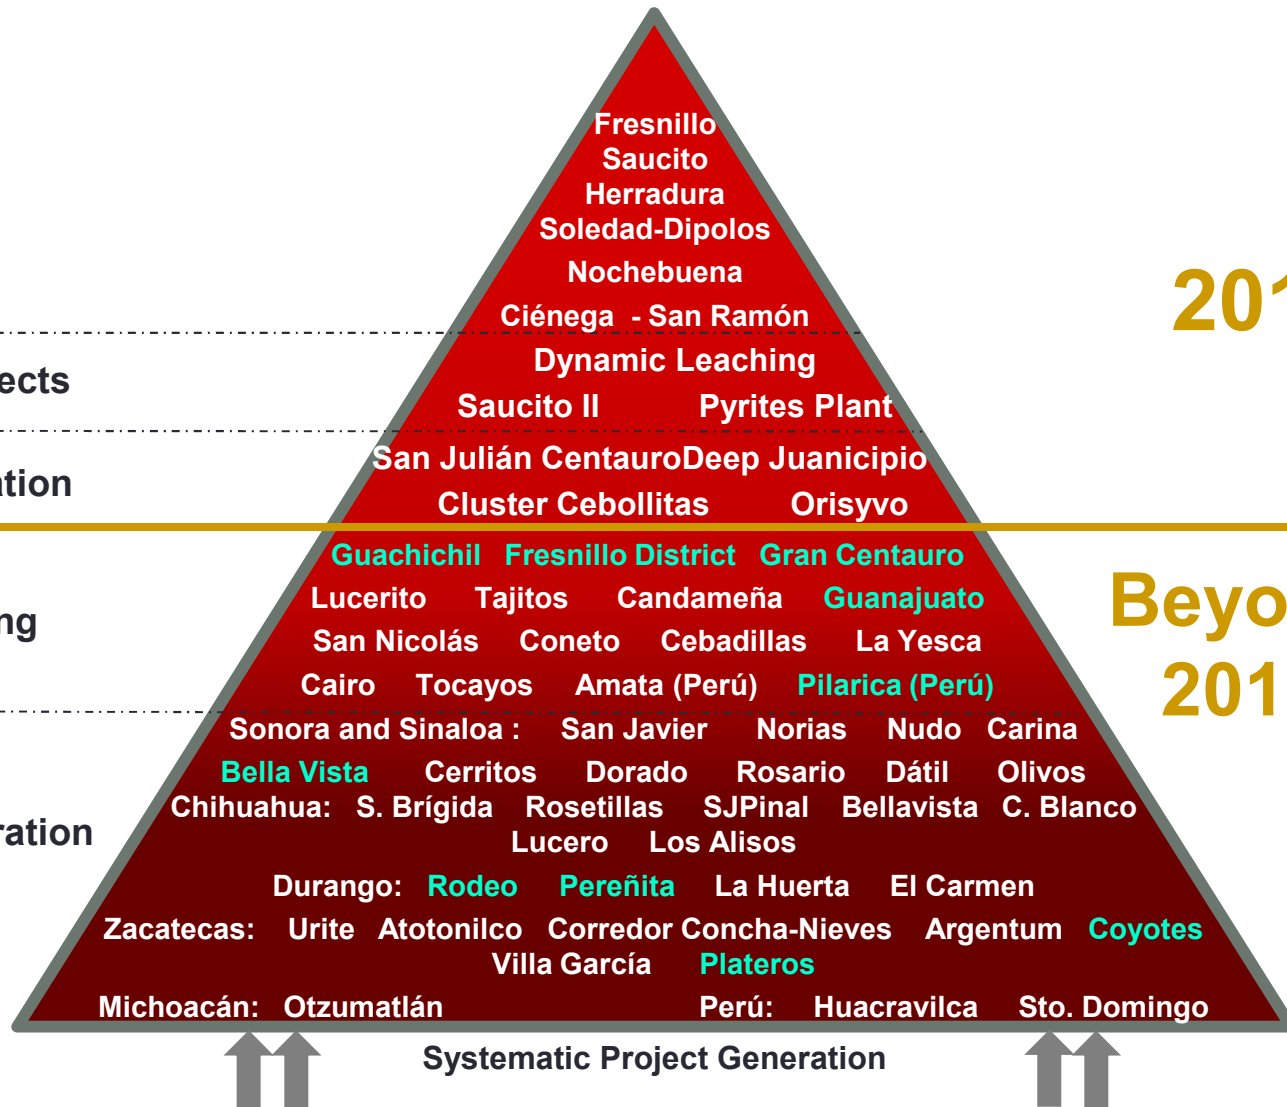 Fresnillo
Saucito
Herradura
Soledad-Dipolos
Nochebuena
Ciénega - San Ramón
201
Dynamic Leaching
ects
Saucito II Pyrites Plant
San Julián CentauroDeep Juanicipio
ation
Cluster Cebollitas Orisyvo
Guachichil Fresnillo District Gran Centauro
Lucerito Tajitos Candameña Guanajuato
Beyo
ng
San Nicolás Coneto Cebadillas La Yesca
Cairo Tocayos Amata (Perú) Pilarica (Perú)
201
Sonora and Sinaloa : San Javier Norias Nudo Carina
Bella Vista Cerritos Dorado Rosario Dátil Olivos
Chihuahua: S. Brígida Rosetillas SJPinal Bellavista C. Blanco
ration
Lucero Los Alisos
Durango: Rodeo Pereñita La Huerta El Carmen
Zacatecas: Urite Atotonilco Corredor Concha-Nieves Argentum Coyotes
Villa García Plateros
Michoacán: Otzumatlán Perú: Huacravilca Sto. Domingo
Systematic Project Generation